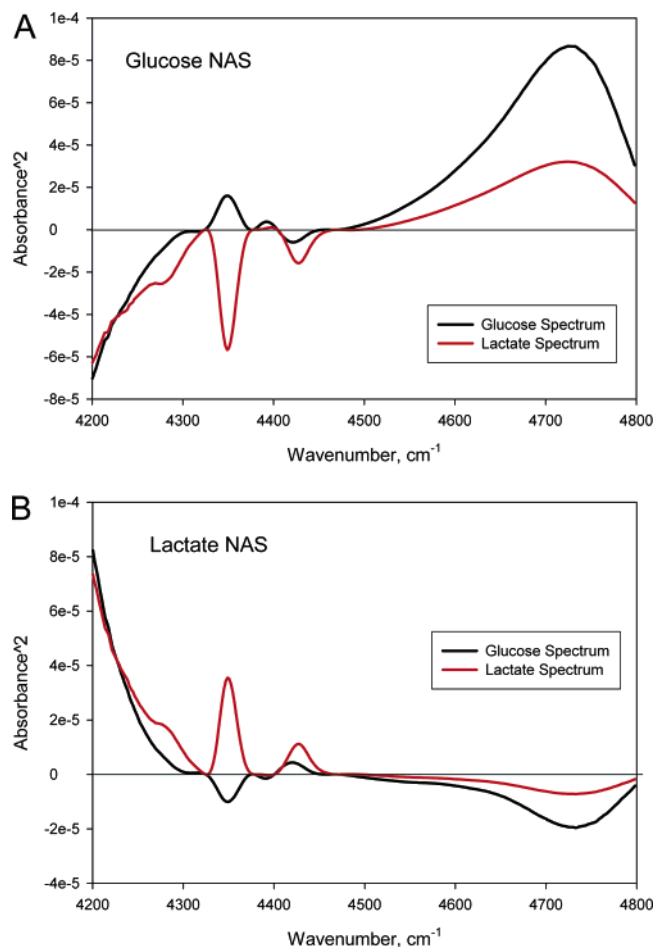 A
Glucose NAS
Absorbance^2
1e-4
8e-5
6e-5
4e-5
2e-5
0
-2e-5
-4e-5
-6e-5
-8e-5
Glucose Spectrum
Lactate Spectrum
4200 4300 4400 4500 4600 4700 4800
Wavenumber, cm⁻¹
B
Lactate NAS
Absorbance^2
1e-4
8e-5
6e-5
4e-5
2e-5
0
-2e-5
-4e-5
Glucose Spectrum
Lactate Spectrum
4200 4300 4400 4500 4600 4700 4800
Wavenumber, cm⁻¹